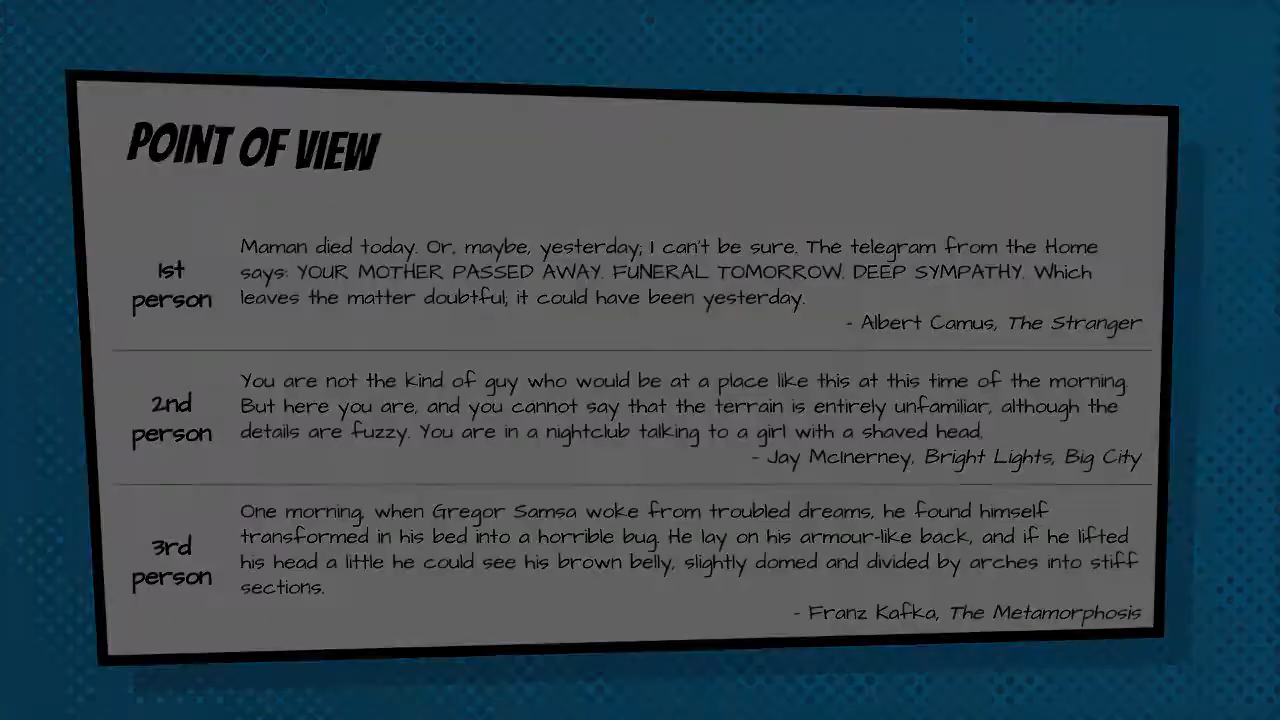 POINT OF VIEW
1st person
Maman died today. Or, maybe, yesterday; I can't be sure. The telegram from the Home
says: YOUR MOTHER PASSED AWAY. FUNERAL TOMORROW. DEEP SYMPATHY. Which
leaves the matter doubtful; it could have been yesterday.
- Albert Camus, The Stranger
2nd person
You are not the kind of guy who would be at a place like this at this time of the morning.
But here you are, and you cannot say that the terrain is entirely unfamiliar, although the
details are fuzzy. You are in a nightclub talking to a girl with a shaved head.
- Jay McInerney, Bright Lights, Big City
3rd person
One morning, when Gregor Samsa woke from troubled dreams, he found himself
transformed in his bed into a horrible bug. He lay on his armour-like back, and if he lifted
his head a little he could see his brown belly, slightly domed and divided by arches into stiff
sections.
- Franz Kafka, The Metamorphosis